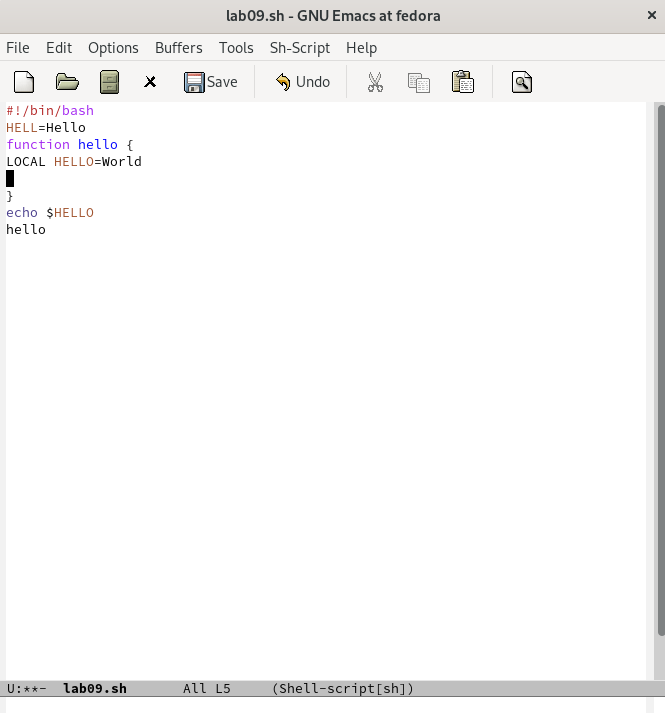 lab09.sh - GNU Emacs at fedora ×
File Edit Options Buffers Tools Sh-Script Help
Save Undo
#!/bin/bash
HELL=Hello
function hello {
LOCAL HELLO=World
}
echo $HELLO
hello
U:**- lab09.sh All L5 (Shell-script[sh])